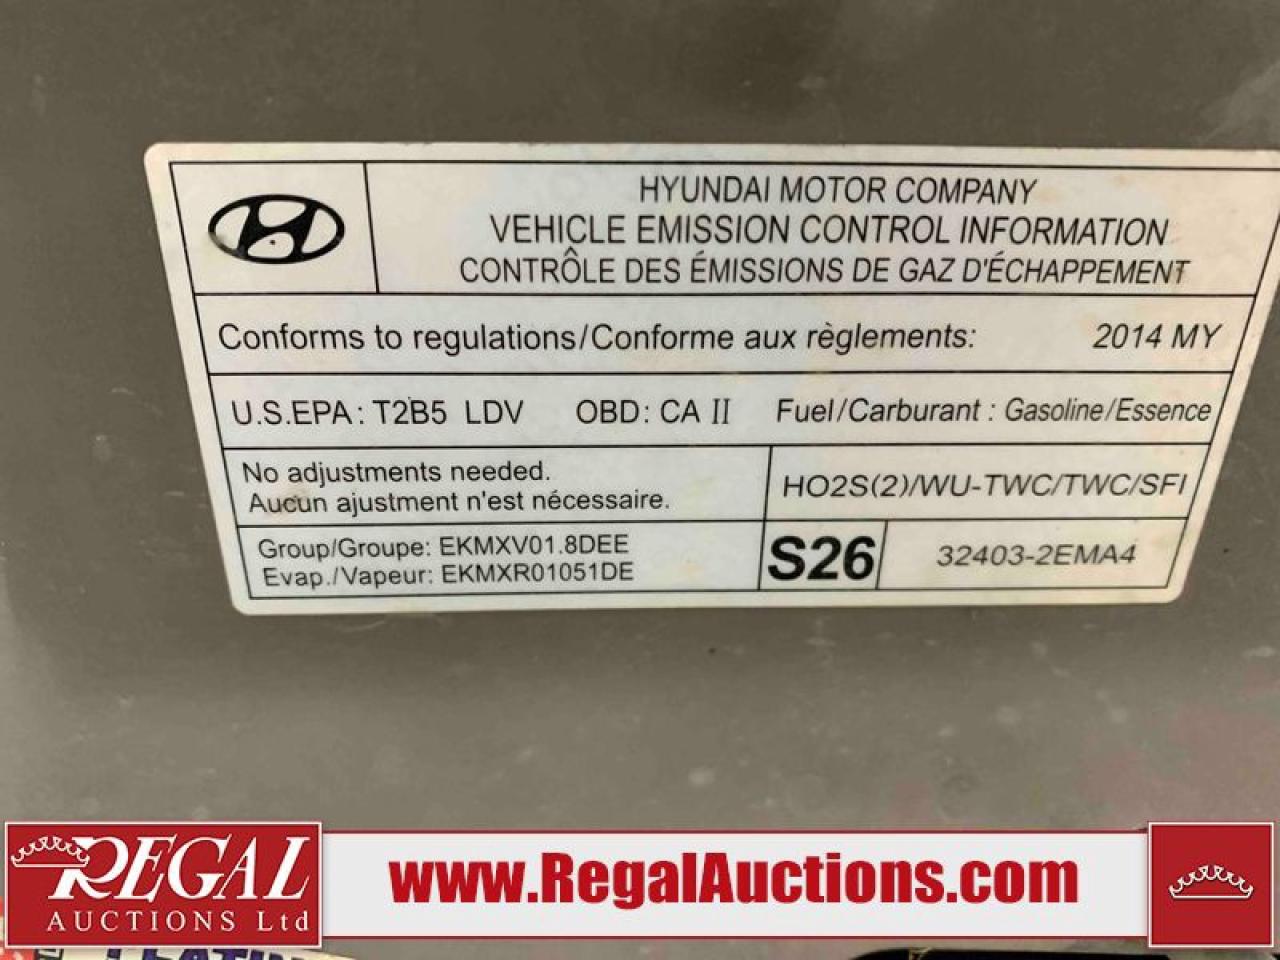 HYUNDAI MOTOR COMPANY
VEHICLE EMISSION CONTROL INFORMATION
CONTRÔLE DES ÉMISSIONS DE GAZ D'ÉCHAPPEMENT
Conforms to regulations/Conforme aux règlements: 2014 MY
U.S.EPA: T2B5 LDV OBD: CA II Fuel/Carburant : Gasoline/Essence
No adjustments needed.
Aucun ajustment n'est nécessaire.
HO2S(2)/WU-TWC/TWC/SFI
Group/Groupe: EKMXV01.8DEE
Evap./Vapeur: EKMXR01051DE
S26
32403-2EMA4
REGAL
AUCTIONS Ltd
www.RegalAuctions.com